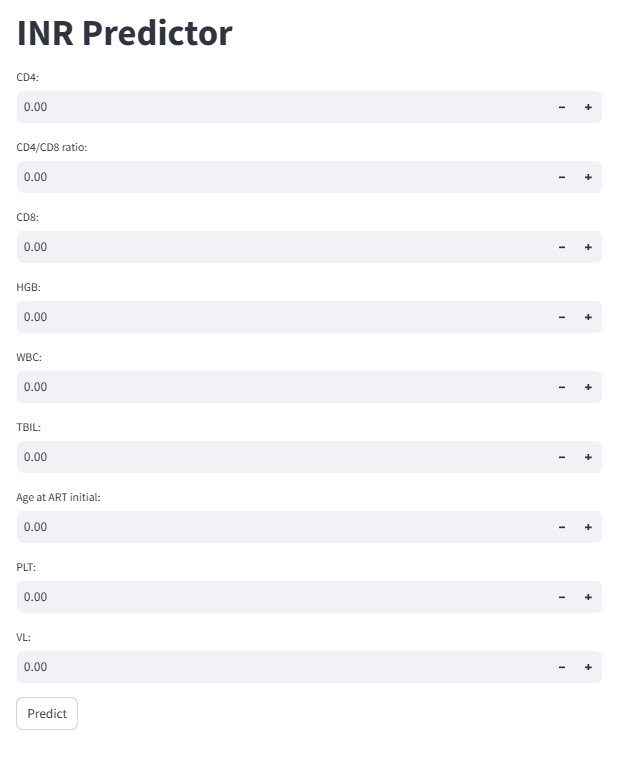 INR Predictor
CD4:
0.00
CD4/CD8 ratio:
0.00
CD8:
0.00
HGB:
0.00
WBC:
0.00
TBIL:
0.00
Age at ART initial:
0.00
PLT:
0.00
VL:
0.00
Predict